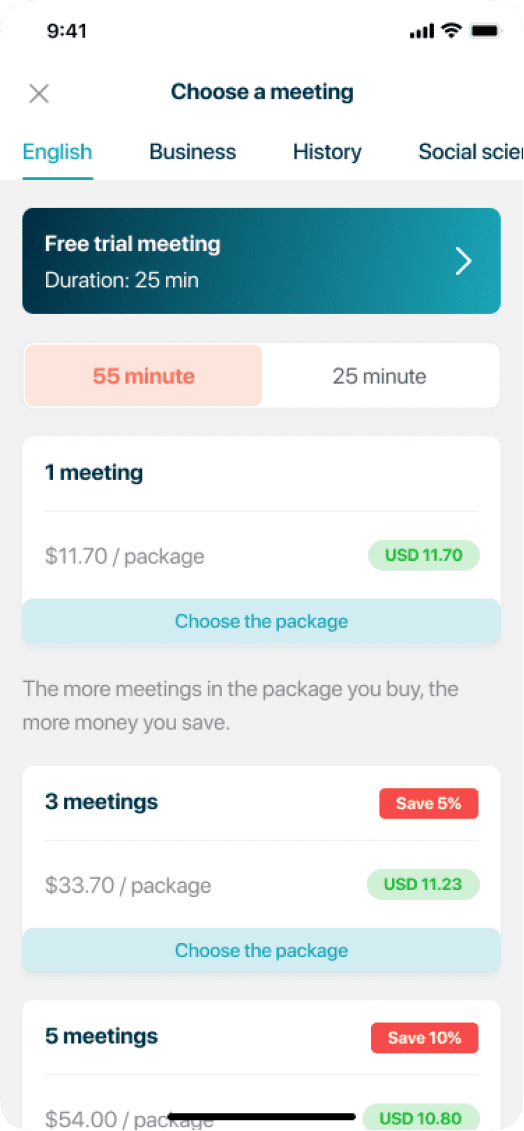 9:41
Choose a meeting
English Business History Social scien
Free trial meeting
Duration: 25 min
55 minute 25 minute
1 meeting
$11.70 / package USD 11.70
Choose the package
The more meetings in the package you buy, the
more money you save.
3 meetings Save 5%
$33.70 / package USD 11.23
Choose the package
5 meetings Save 10%
$54.00 / package USD 10.80